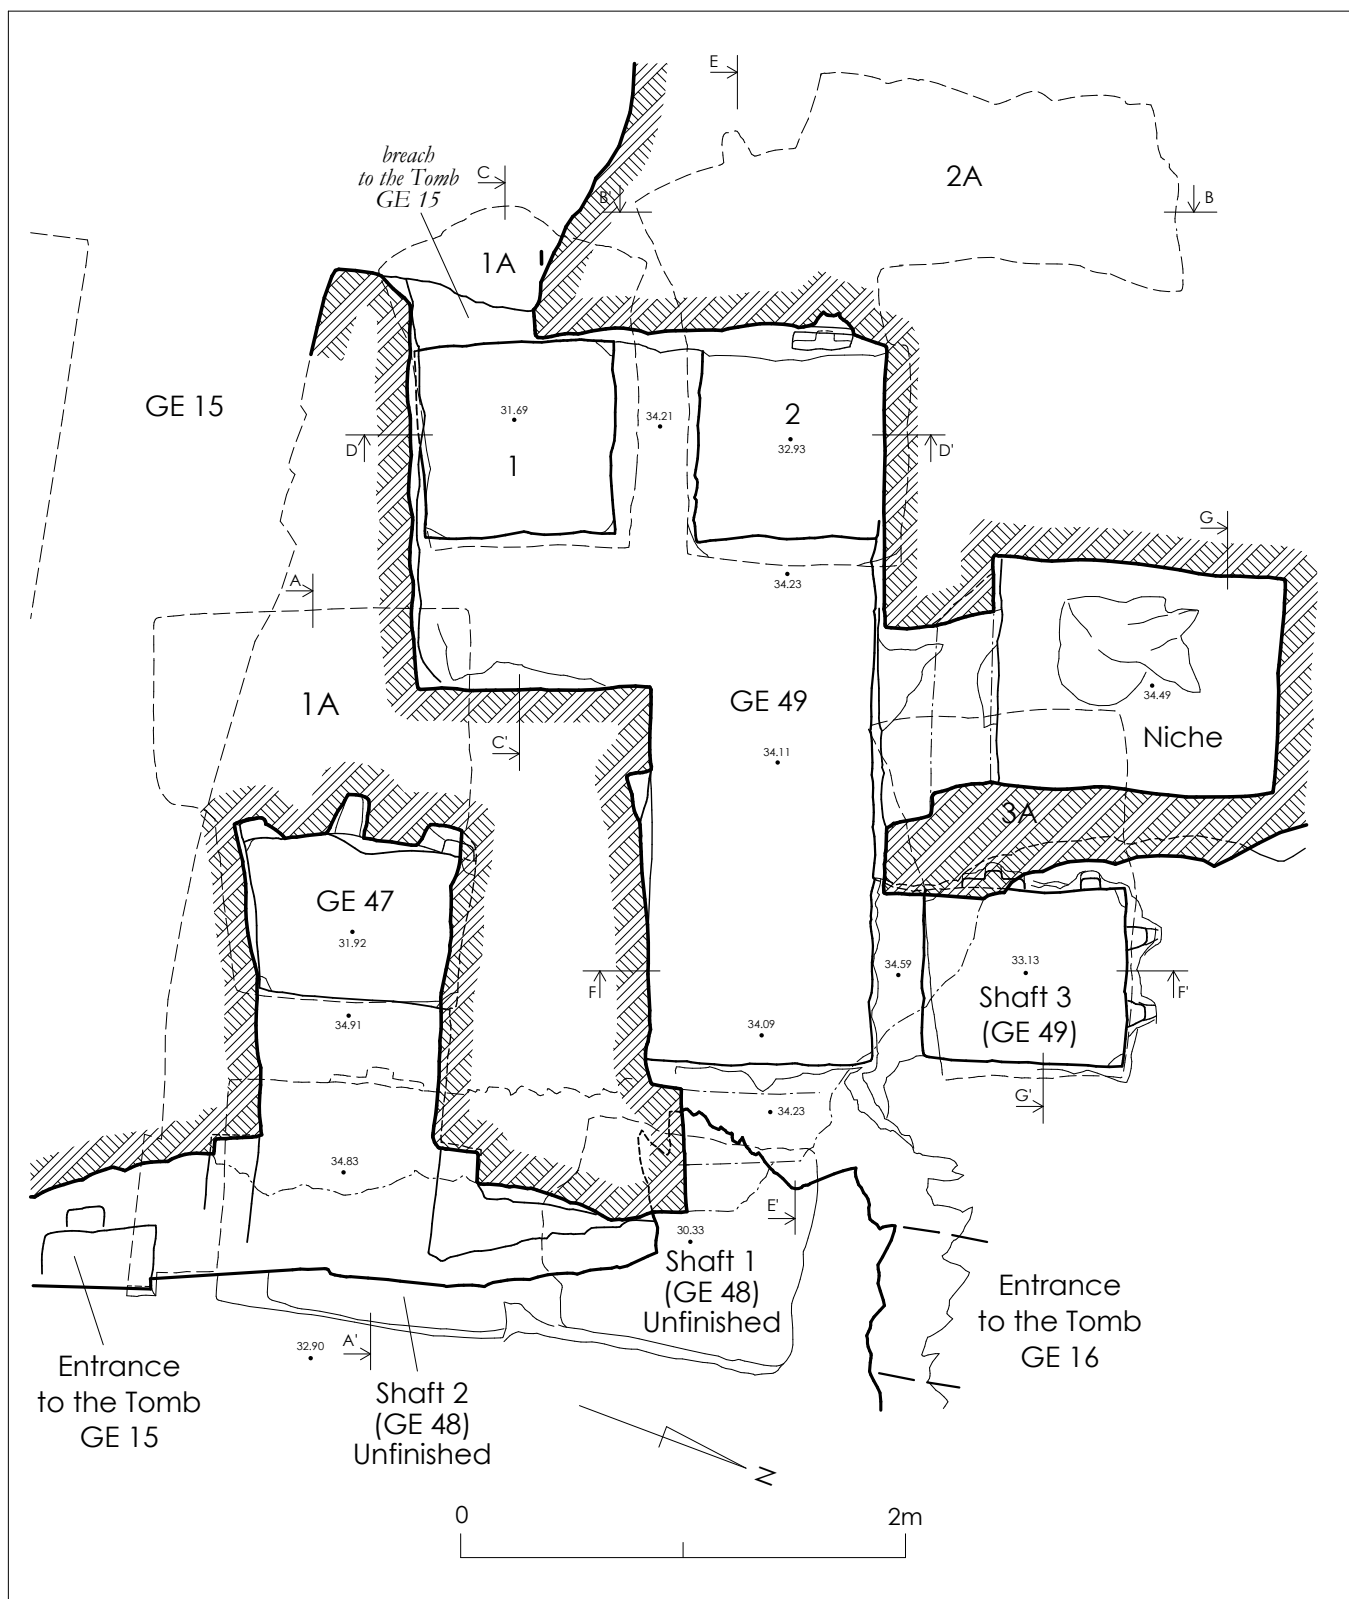 E
breach
to the Tomb
GE 15
C
2A
B'
B
1A
GE 15
31.69
34.21
2
32.93
1
D
D'
G
34.23
A
1A
GE 49
34.49
Niche
C'
34.11
3A
GE 47
31.92
34.59
33.13
Shaft 3
(GE 49)
F
F'
34.91
34.09
G'
34.23
34.83
E'
30.33
Shaft 1
(GE 48)
Unfinished
Entrance
to the Tomb
GE 16
32.90
A'
Entrance
to the Tomb
GE 15
Shaft 2
(GE 48)
Unfinished
N
0
2m